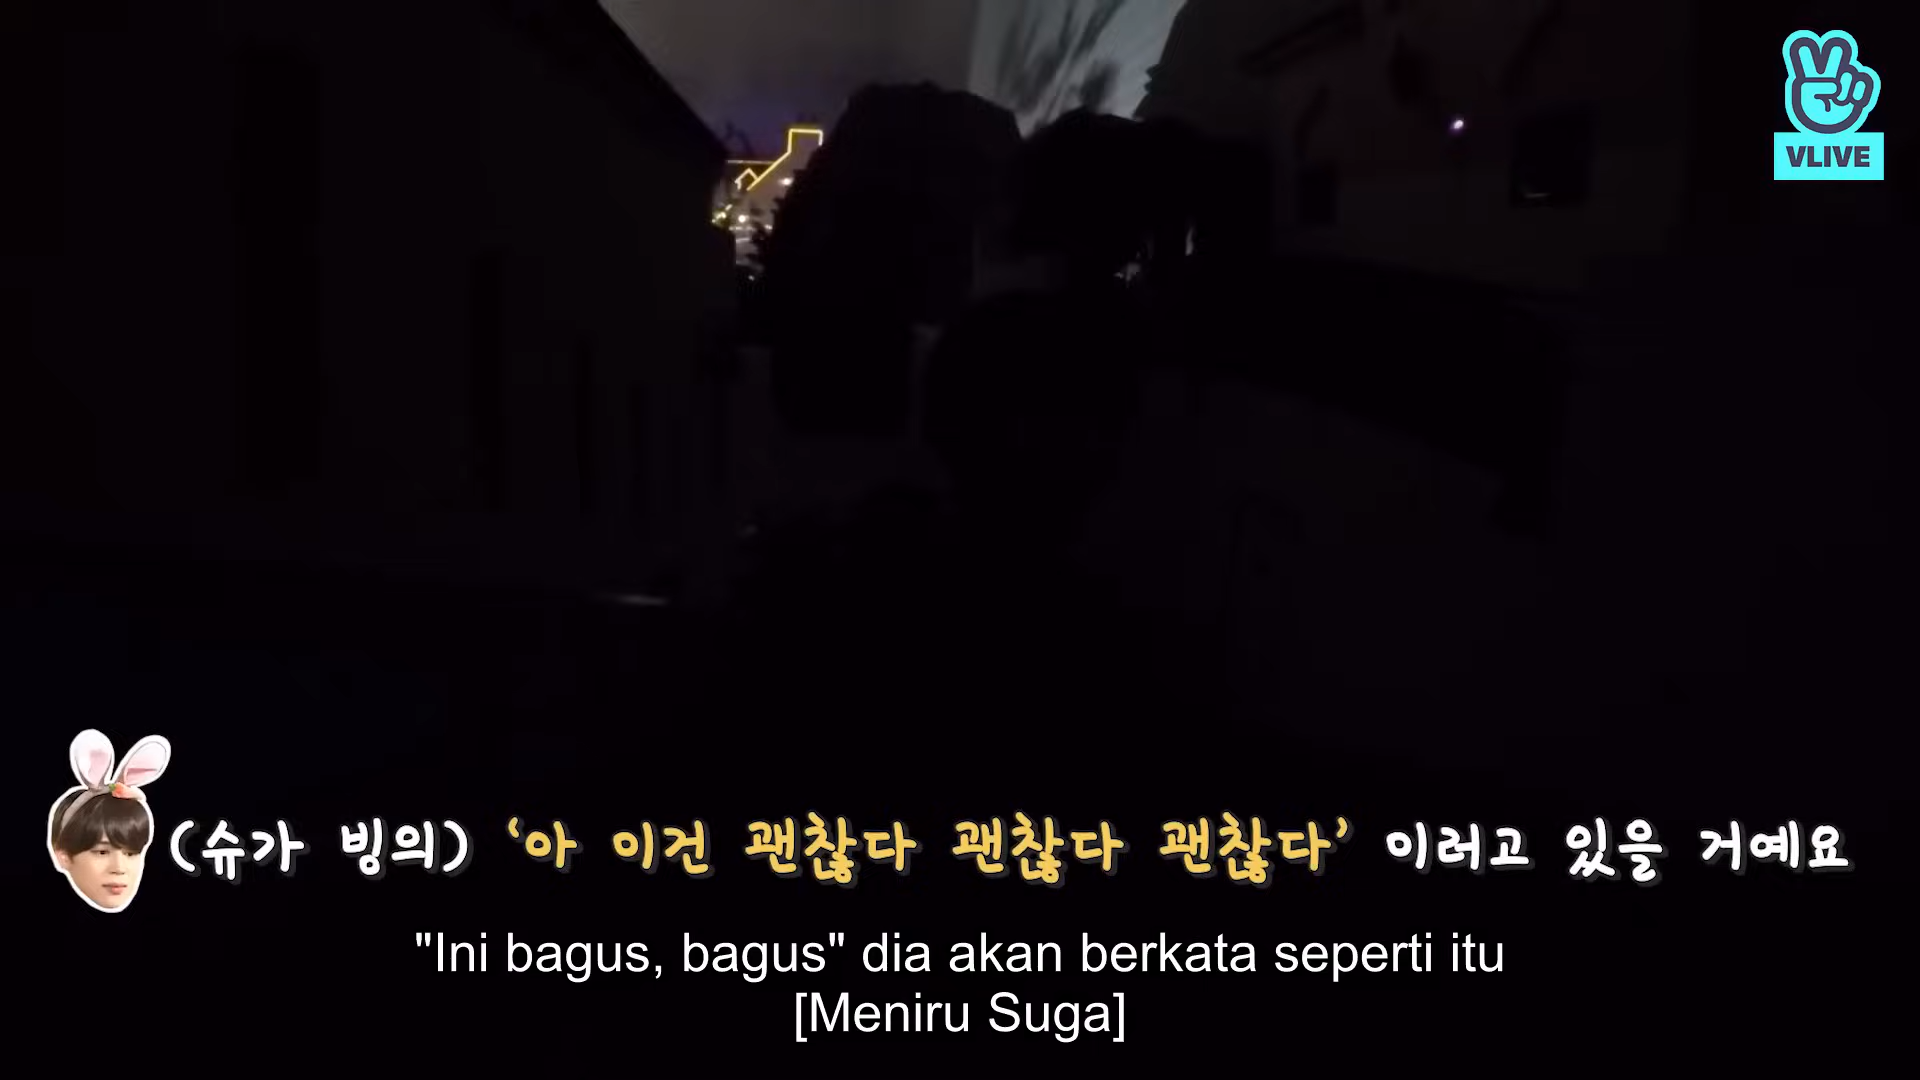 VLIVE
(슈가 빙의) ‘아 이건 괜찮다 괜찮다 괜찮다’ 이러고 있을 거예요
"Ini bagus, bagus" dia akan berkata seperti itu
[Meniru Suga]